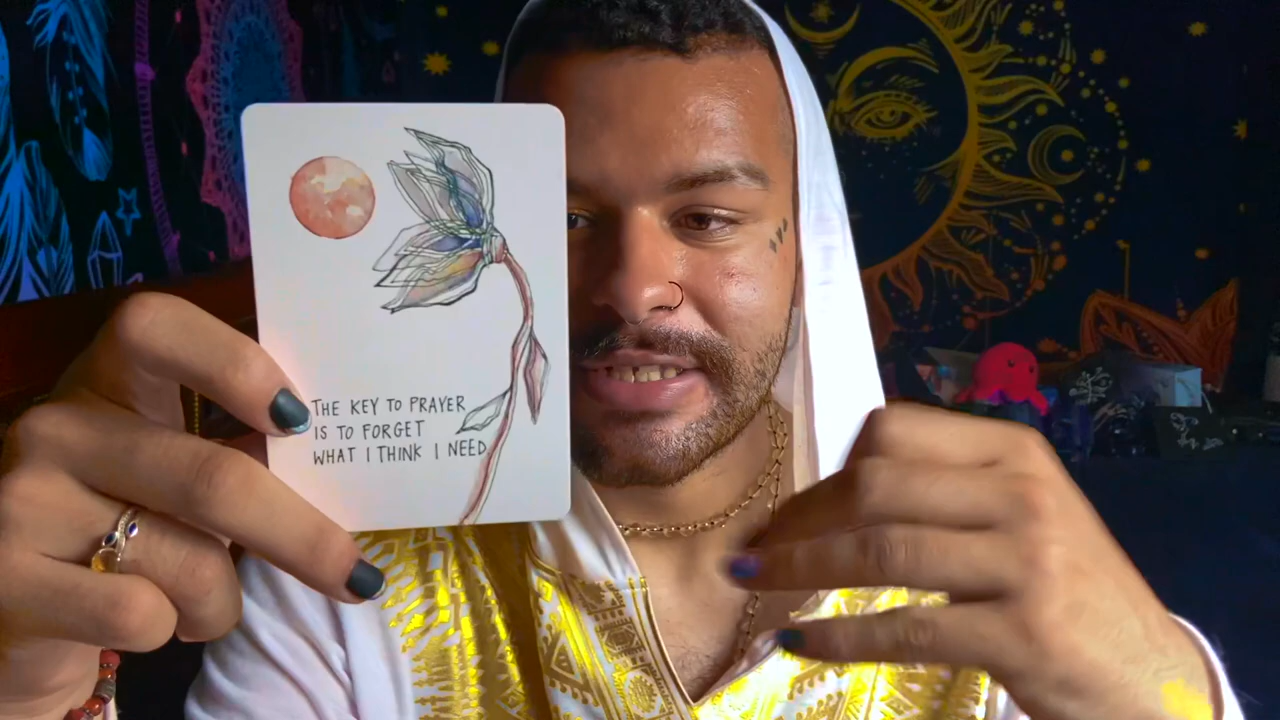 THE KEY TO PRAYER
IS TO FORGET
WHAT I THINK I NEED